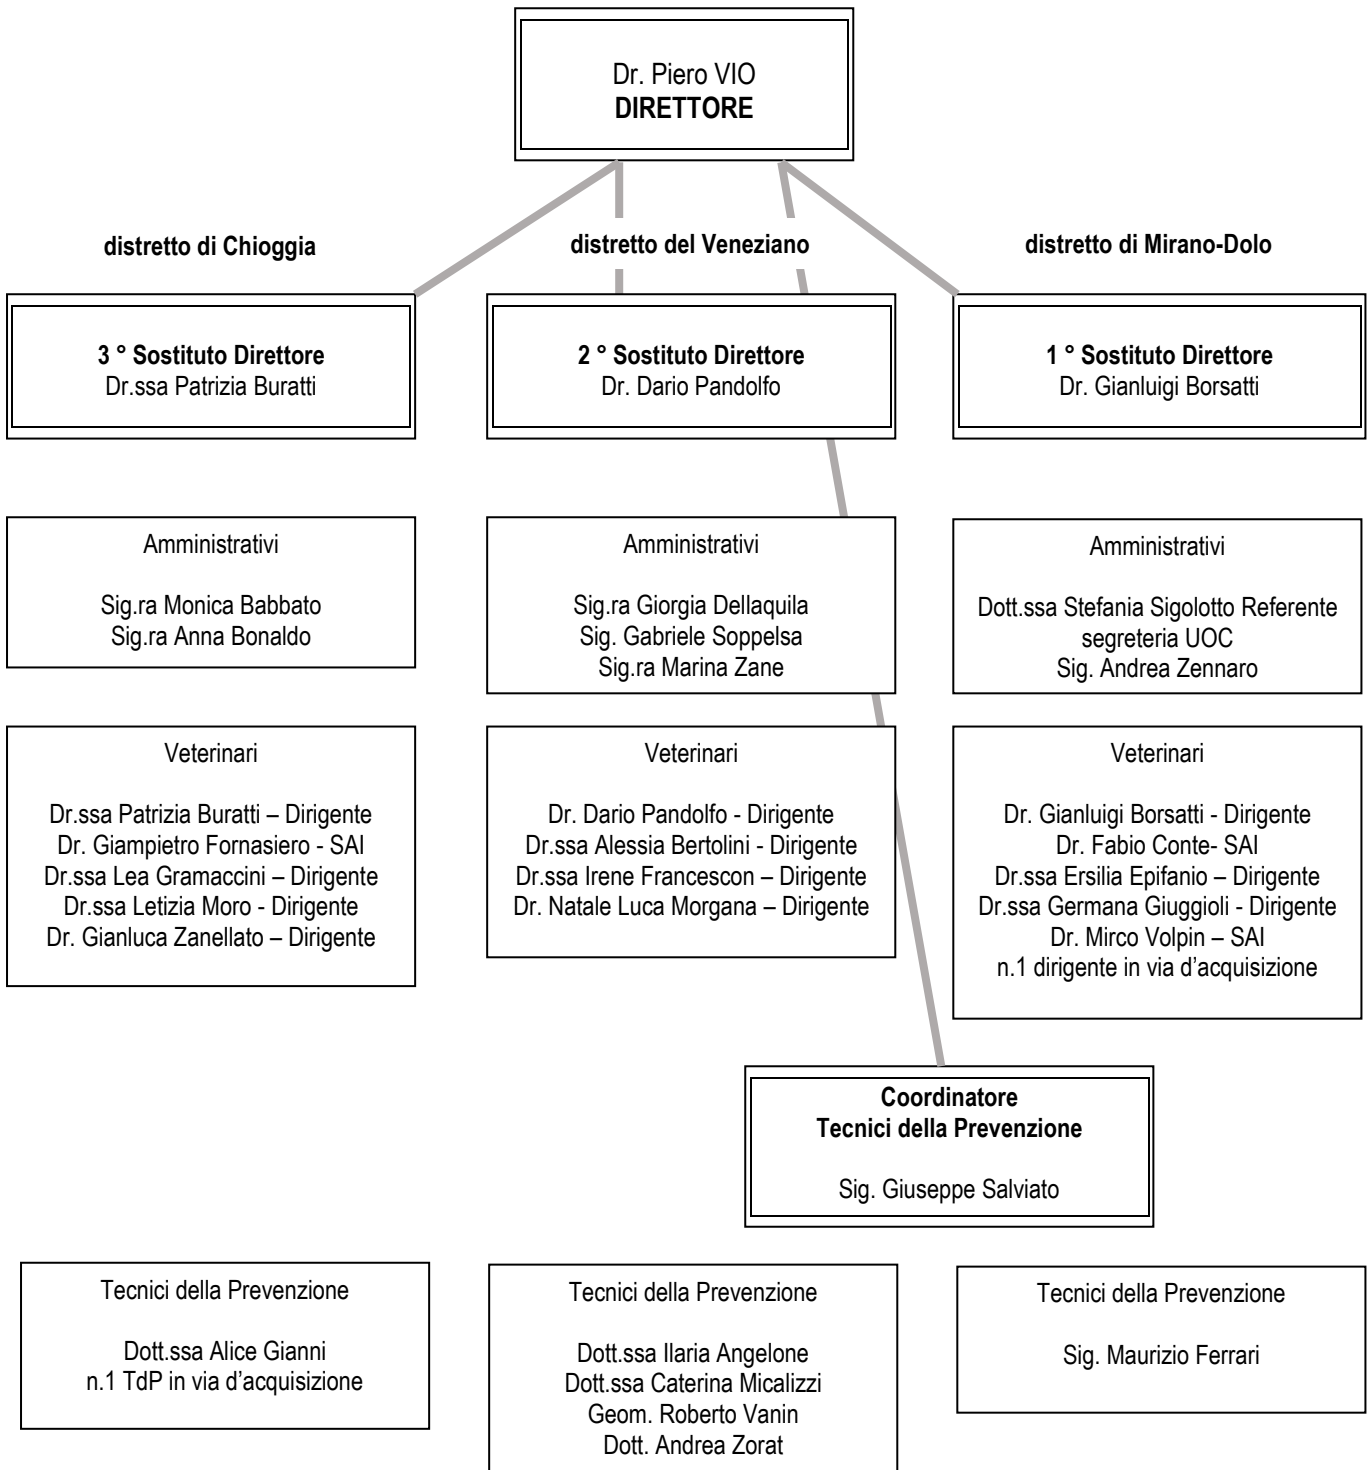 Dr. Piero VIO
DIRETTORE
distretto di Chioggia
distretto del Veneziano
distretto di Mirano-Dolo
3 ° Sostituto Direttore
Dr.ssa Patrizia Buratti
2 ° Sostituto Direttore
Dr. Dario Pandolfo
1 ° Sostituto Direttore
Dr. Gianluigi Borsatti
Amministrativi
Sig.ra Monica Babbato
Sig.ra Anna Bonaldo
Amministrativi
Sig.ra Giorgia Dellaquila
Sig. Gabriele Soppelsa
Sig.ra Marina Zane
Amministrativi
Dott.ssa Stefania Sigolotto Referente
segreteria UOC
Sig. Andrea Zennaro
Veterinari
Dr.ssa Patrizia Buratti – Dirigente
Dr. Giampietro Fornasiero - SAI
Dr.ssa Lea Gramaccini – Dirigente
Dr.ssa Letizia Moro - Dirigente
Dr. Gianluca Zanellato – Dirigente
Veterinari
Dr. Dario Pandolfo - Dirigente
Dr.ssa Alessia Bertolini - Dirigente
Dr.ssa Irene Francescon – Dirigente
Dr. Natale Luca Morgana – Dirigente
Veterinari
Dr. Gianluigi Borsatti - Dirigente
Dr. Fabio Conte- SAI
Dr.ssa Ersilia Epifanio – Dirigente
Dr.ssa Germana Giuggioli - Dirigente
Dr. Mirco Volpin – SAI
n.1 dirigente in via d'acquisizione
Coordinatore
Tecnici della Prevenzione
Sig. Giuseppe Salviato
Tecnici della Prevenzione
Dott.ssa Alice Gianni
n.1 TdP in via d'acquisizione
Tecnici della Prevenzione
Dott.ssa Ilaria Angelone
Dott.ssa Caterina Micalizzi
Geom. Roberto Vanin
Dott. Andrea Zorat
Tecnici della Prevenzione
Sig. Maurizio Ferrari